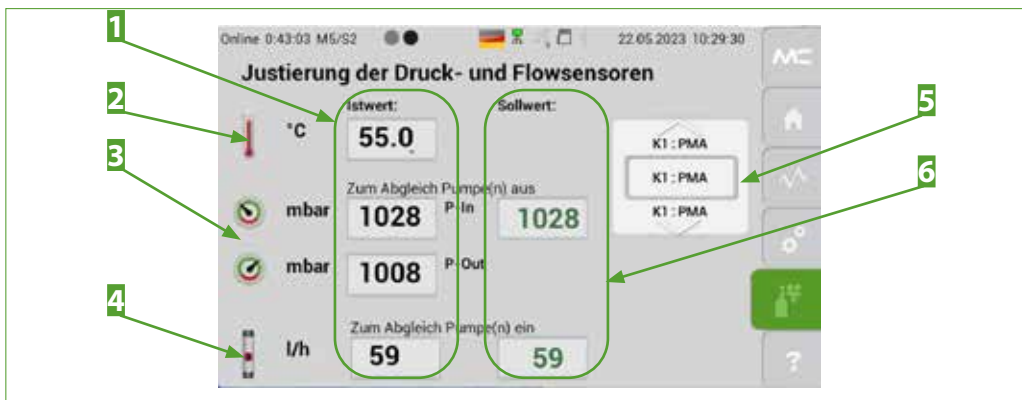 1
Online 0:43:03 M5/S2 22.05.2023 10:29:30
Justierung der Druck- und Flowsensoren
2
Istwert: Sollwert:
°C 55.0
5
K1 : PMA
K1 : PMA
K1 : PMA
3
Zum Abgleich Pumpe(n) aus
6
mbar 1028 P-In 1028
mbar 1008 P-Out
4
Zum Abgleich Pumpe(n) ein
l/h 59 59
MC
?